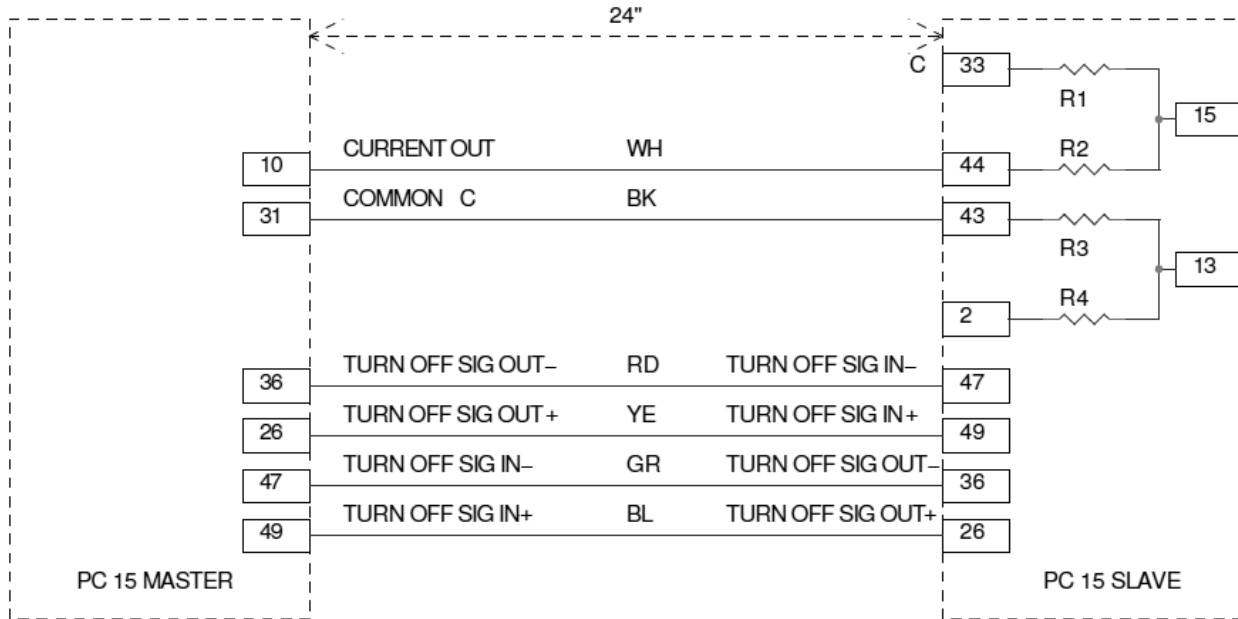 24"
C 33
R1
15
CURRENT OUT WH
R2
10 44
COMMON C BK
31 43
R3
13
R4
2
TURN OFF SIG OUT− RD TURN OFF SIG IN−
36 47
TURN OFF SIG OUT+ YE TURN OFF SIG IN+
26 49
TURN OFF SIG IN− GR TURN OFF SIG OUT−
47 36
TURN OFF SIG IN+ BL TURN OFF SIG OUT+
49 26
PC 15 MASTER PC 15 SLAVE